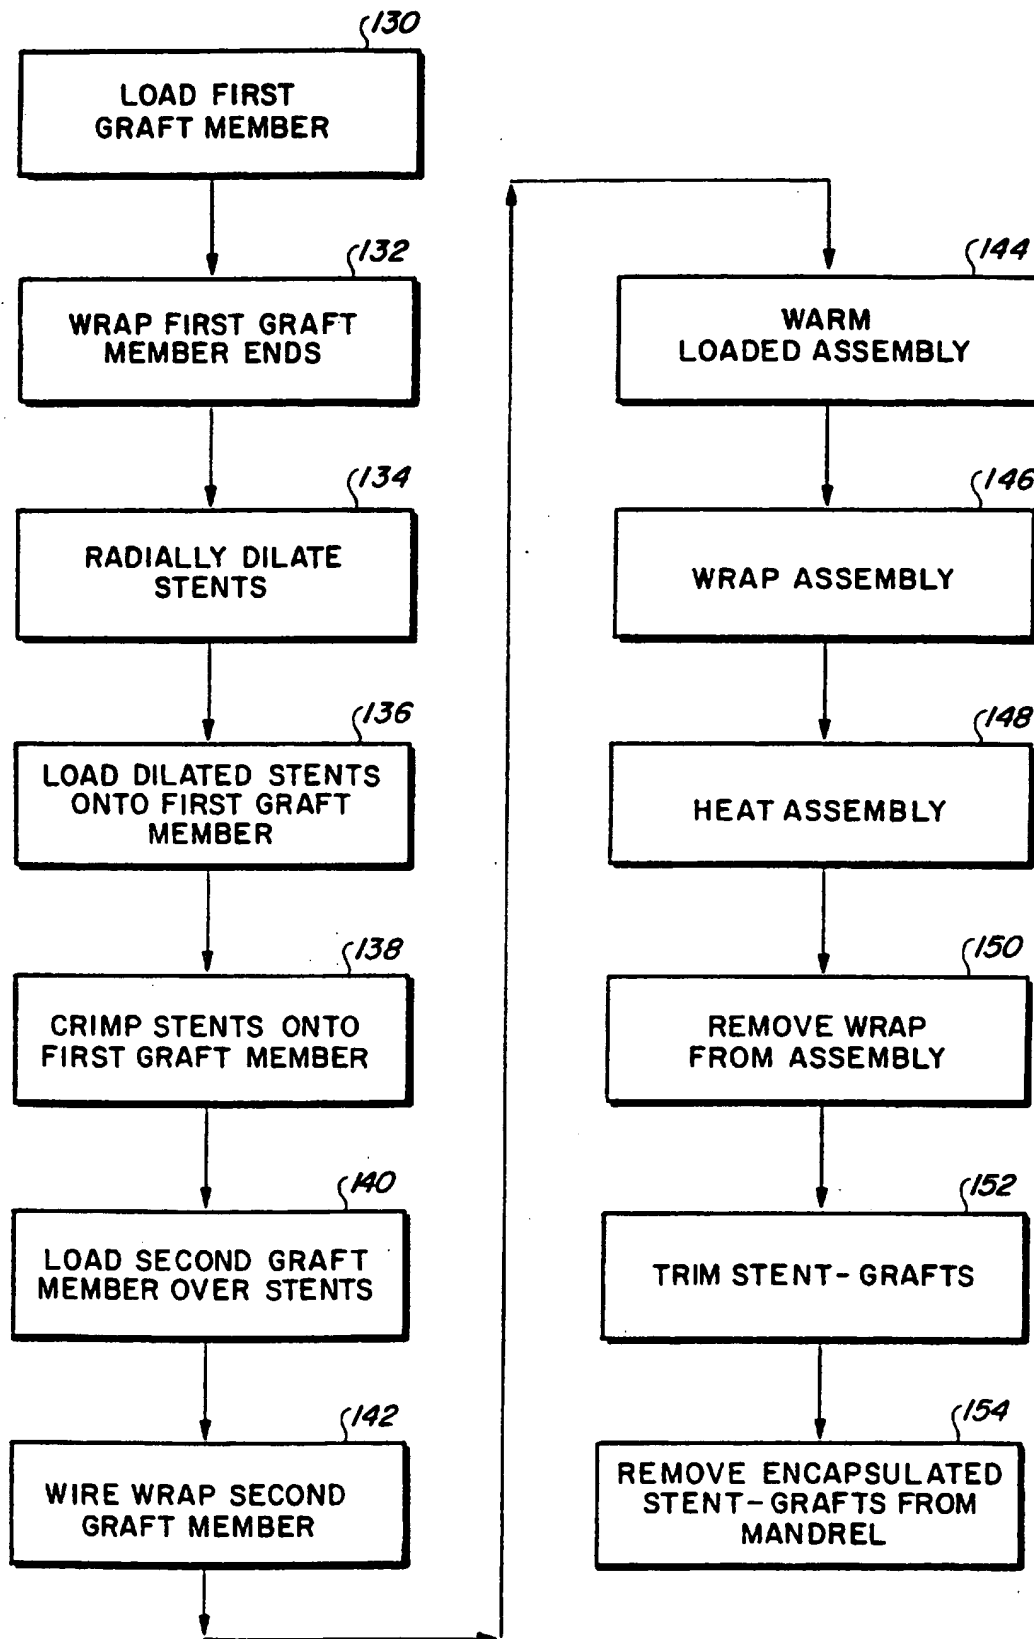 130
LOAD FIRST
GRAFT MEMBER
132
WRAP FIRST GRAFT
MEMBER ENDS
134
RADIALLY DILATE
STENTS
136
LOAD DILATED STENTS
ONTO FIRST GRAFT
MEMBER
138
CRIMP STENTS ONTO
FIRST GRAFT MEMBER
140
LOAD SECOND GRAFT
MEMBER OVER STENTS
142
WIRE WRAP SECOND
GRAFT MEMBER
144
WARM
LOADED ASSEMBLY
146
WRAP ASSEMBLY
148
HEAT ASSEMBLY
150
REMOVE WRAP
FROM ASSEMBLY
152
TRIM STENT-GRAFTS
154
REMOVE ENCAPSULATED
STENT-GRAFTS FROM
MANDREL